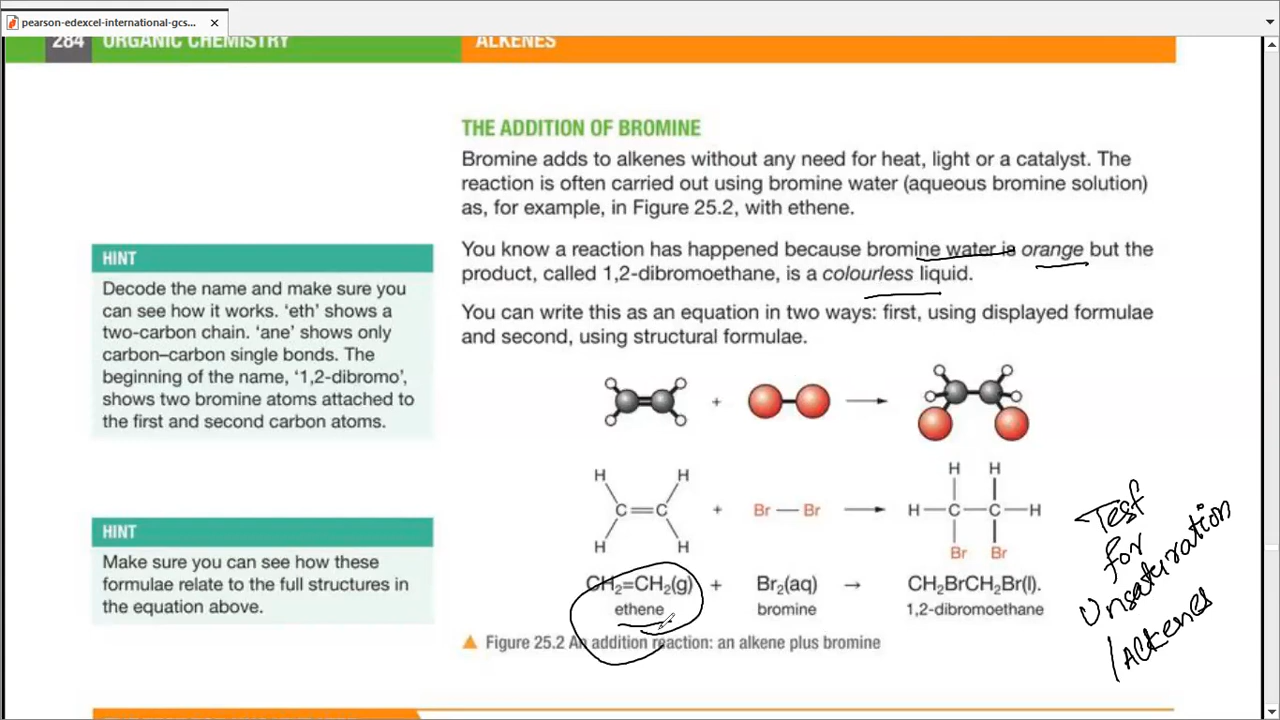 pearson-edexcel-international-gcs...
284 ORGANIC CHEMISTRY
ALKENES
THE ADDITION OF BROMINE
Bromine adds to alkenes without any need for heat, light or a catalyst. The
reaction is often carried out using bromine water (aqueous bromine solution)
as, for example, in Figure 25.2, with ethene.
You know a reaction has happened because bromine water is orange but the
product, called 1,2-dibromoethane, is a colourless liquid.
You can write this as an equation in two ways: first, using displayed formulae
and second, using structural formulae.
HINT
Decode the name and make sure you
can see how it works. ‘eth’ shows a
two-carbon chain. ‘ane’ shows only
carbon–carbon single bonds. The
beginning of the name, ‘1,2-dibromo’,
shows two bromine atoms attached to
the first and second carbon atoms.
HINT
Make sure you can see how these
formulae relate to the full structures in
the equation above.
+
H H H H
C=C + Br — Br → H—C—C—H
H H Br Br
CH₂=CH₂(g) + Br₂(aq) → CH₂BrCH₂Br(l).
ethene bromine 1,2-dibromoethane
▲ Figure 25.2 An addition reaction: an alkene plus bromine
Test
for
Unsaturation
/Alkenes